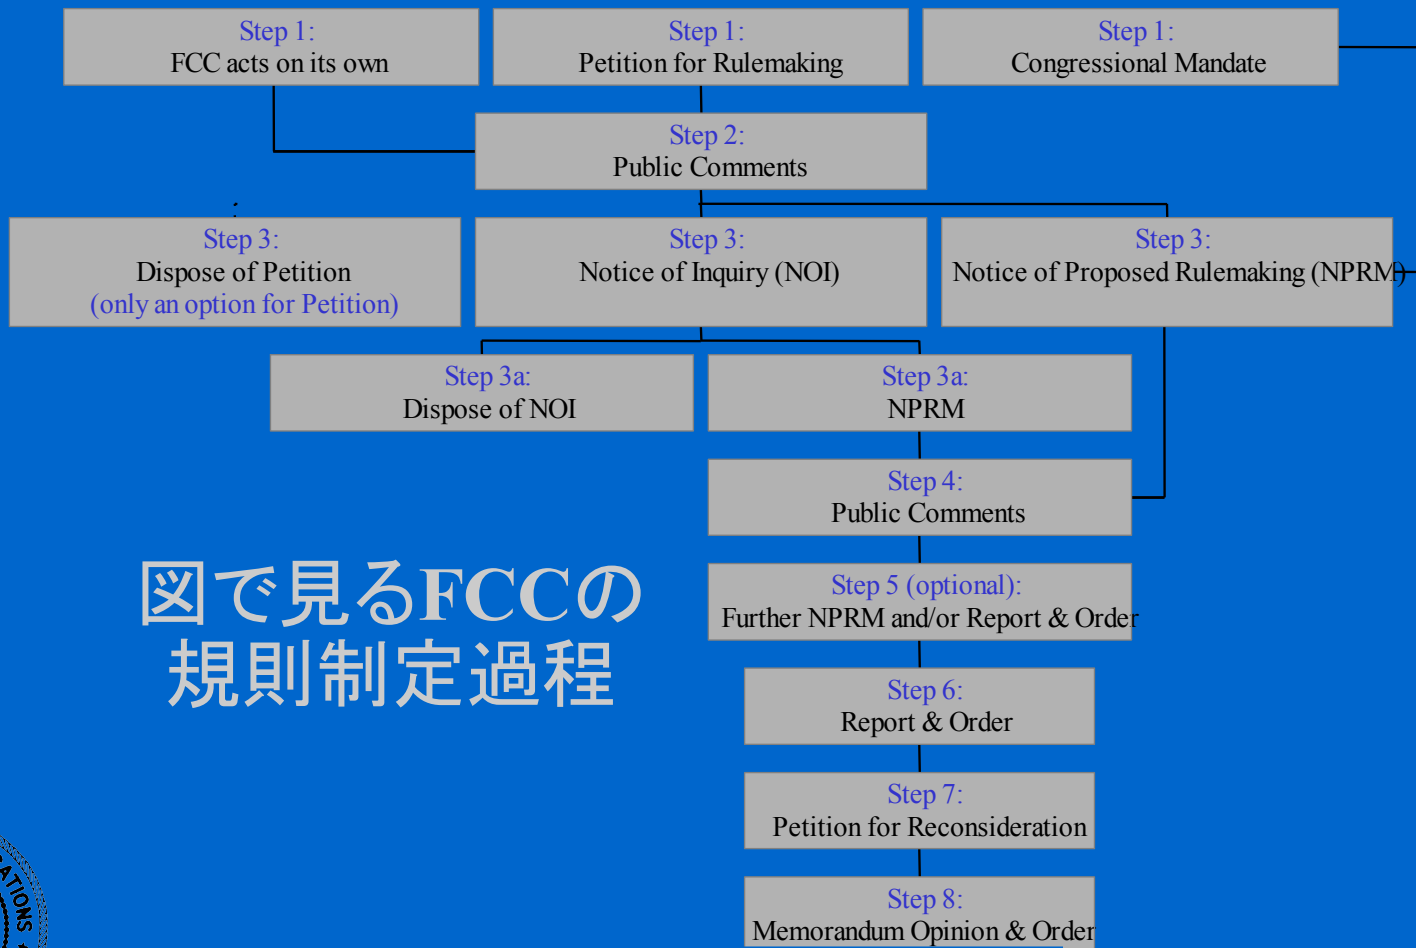 Step 1:
FCC acts on its own
Step 1:
Petition for Rulemaking
Step 1:
Congressional Mandate
Step 2:
Public Comments
Step 3:
Dispose of Petition
(only an option for Petition)
Step 3:
Notice of Inquiry (NOI)
Step 3:
Notice of Proposed Rulemaking (NPRM)
Step 3a:
Dispose of NOI
Step 3a:
NPRM
Step 4:
Public Comments
Step 5 (optional):
Further NPRM and/or Report & Order
図で見るFCCの
規則制定過程
Step 6:
Report & Order
Step 7:
Petition for Reconsideration
Step 8:
Memorandum Opinion & Order